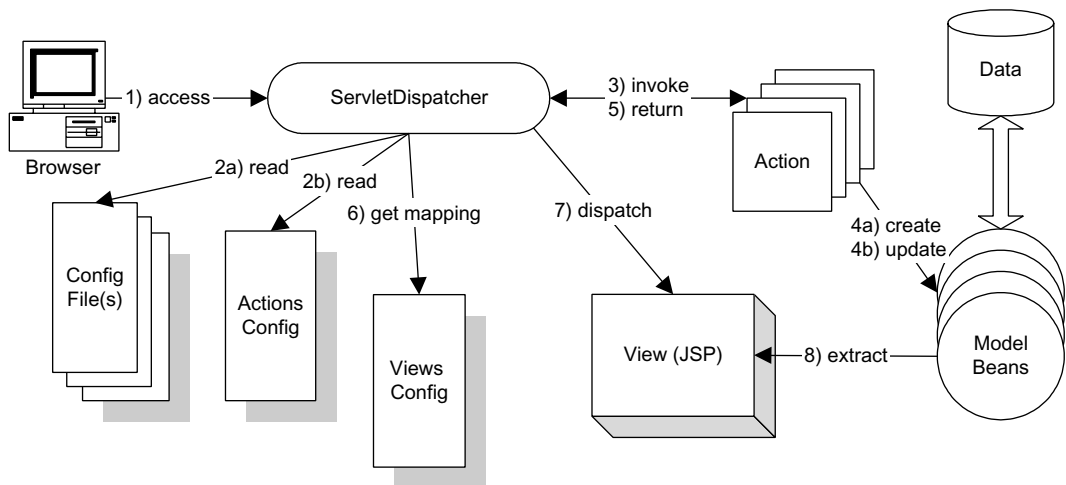 Browser
1) access
ServletDispatcher
3) invoke
5) return
Action
Data
2a) read
2b) read
6) get mapping
7) dispatch
4a) create
4b) update
Config
File(s)
Actions
Config
Views
Config
View (JSP)
8) extract
Model
Beans